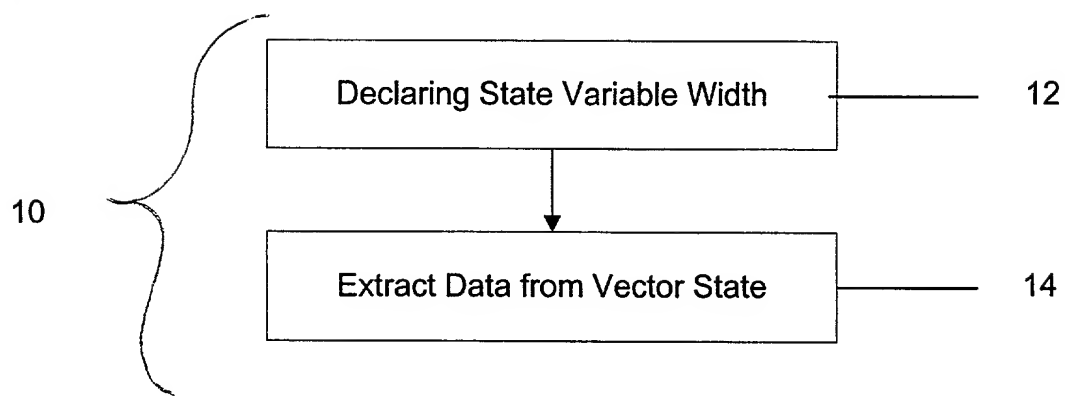 Declaring State Variable Width
12
10
Extract Data from Vector State
14